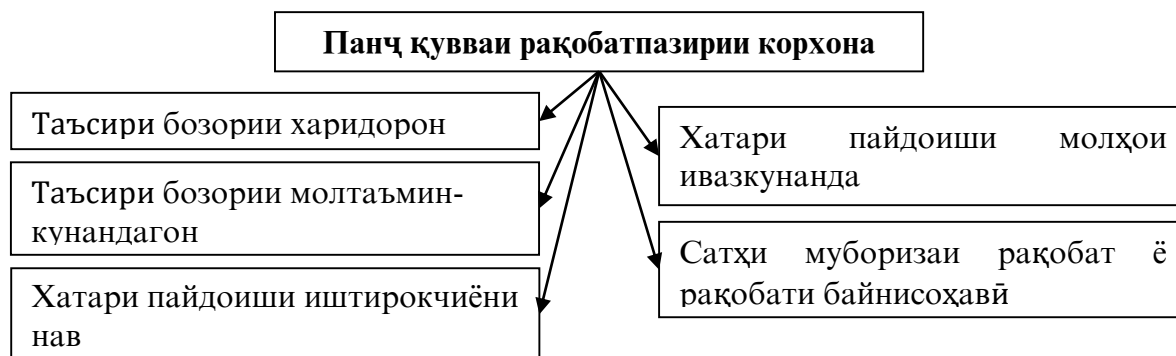 Панҷ қувваи рақобатпазирии корхона
Таъсири бозории харидорон
Таъсири бозории молтаъмин-
кунандагон
Хатари пайдоиши иштирокчиёни
нав
Хатари пайдоиши молҳои
ивазкунанда
Сатҳи муборизаи рақобат ё
рақобати байнисоҳавӣ